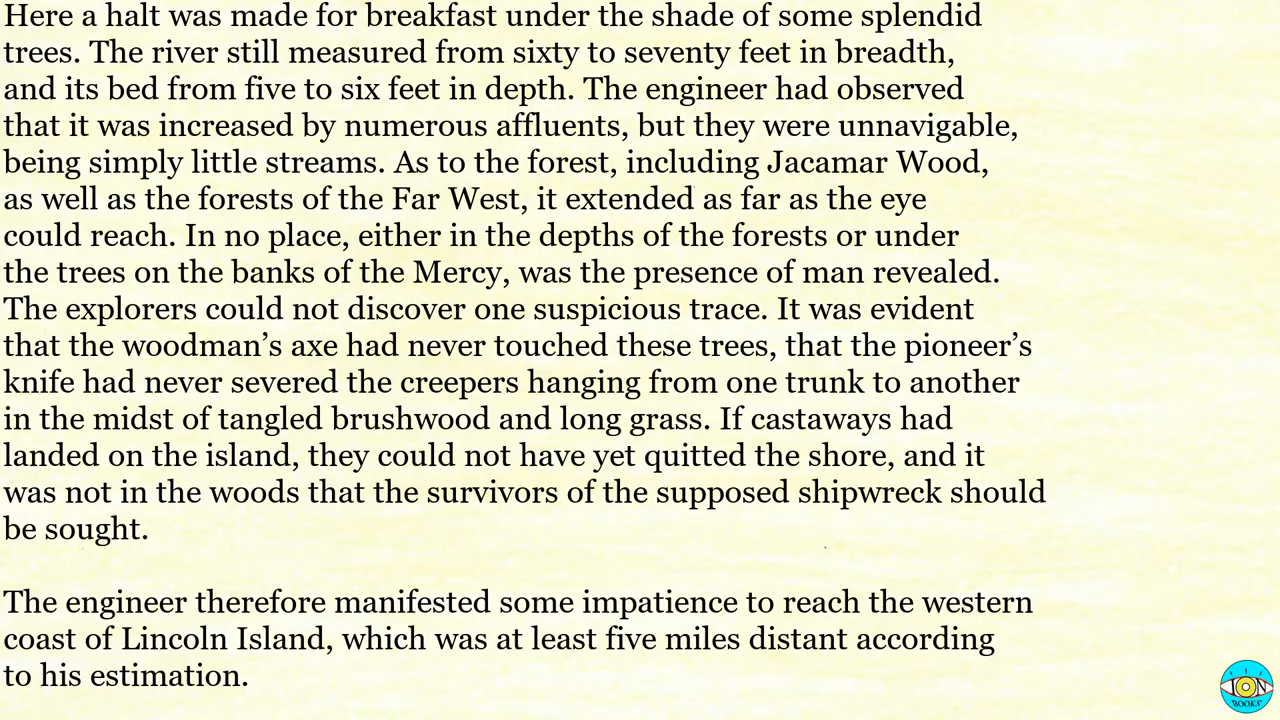 Here a halt was made for breakfast under the shade of some splendid
trees. The river still measured from sixty to seventy feet in breadth,
and its bed from five to six feet in depth. The engineer had observed
that it was increased by numerous affluents, but they were unnavigable,
being simply little streams. As to the forest, including Jacamar Wood,
as well as the forests of the Far West, it extended as far as the eye
could reach. In no place, either in the depths of the forests or under
the trees on the banks of the Mercy, was the presence of man revealed.
The explorers could not discover one suspicious trace. It was evident
that the woodman’s axe had never touched these trees, that the pioneer’s
knife had never severed the creepers hanging from one trunk to another
in the midst of tangled brushwood and long grass. If castaways had
landed on the island, they could not have yet quitted the shore, and it
was not in the woods that the survivors of the supposed shipwreck should
be sought.
The engineer therefore manifested some impatience to reach the western
coast of Lincoln Island, which was at least five miles distant according
to his estimation.
ION
BOOKS